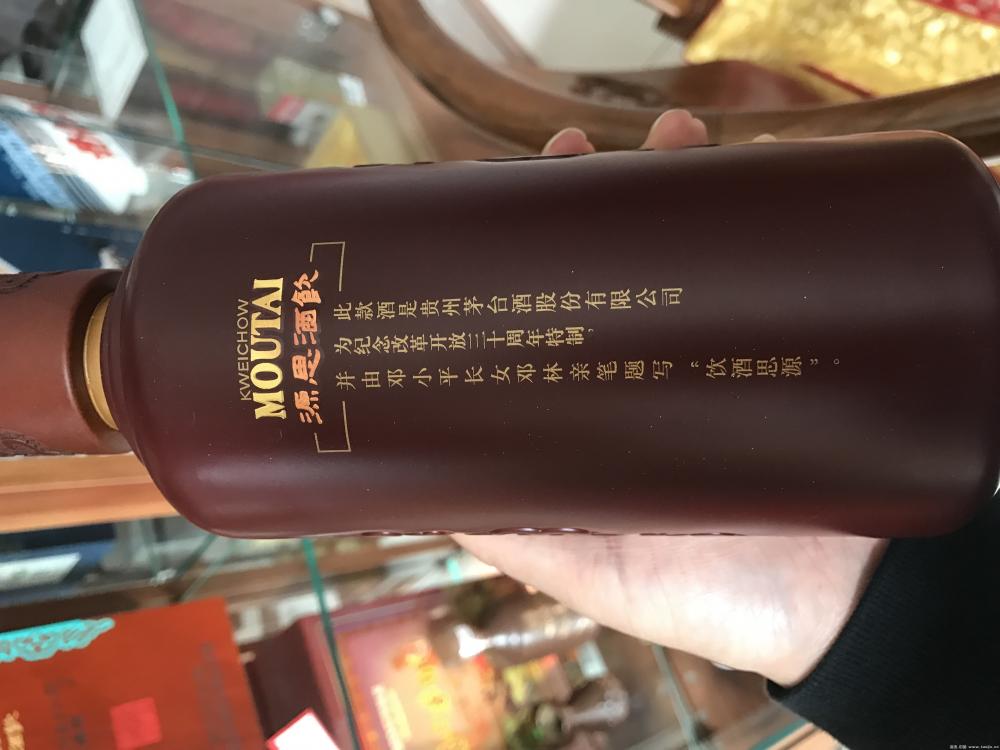 KWEICHOW
MOUTAI
飲酒思源
此款酒是贵州茅台酒股份有限公司
为纪念改革开放三十周年特制，
并由邓小平长女邓林亲笔题写“饮酒思源”。